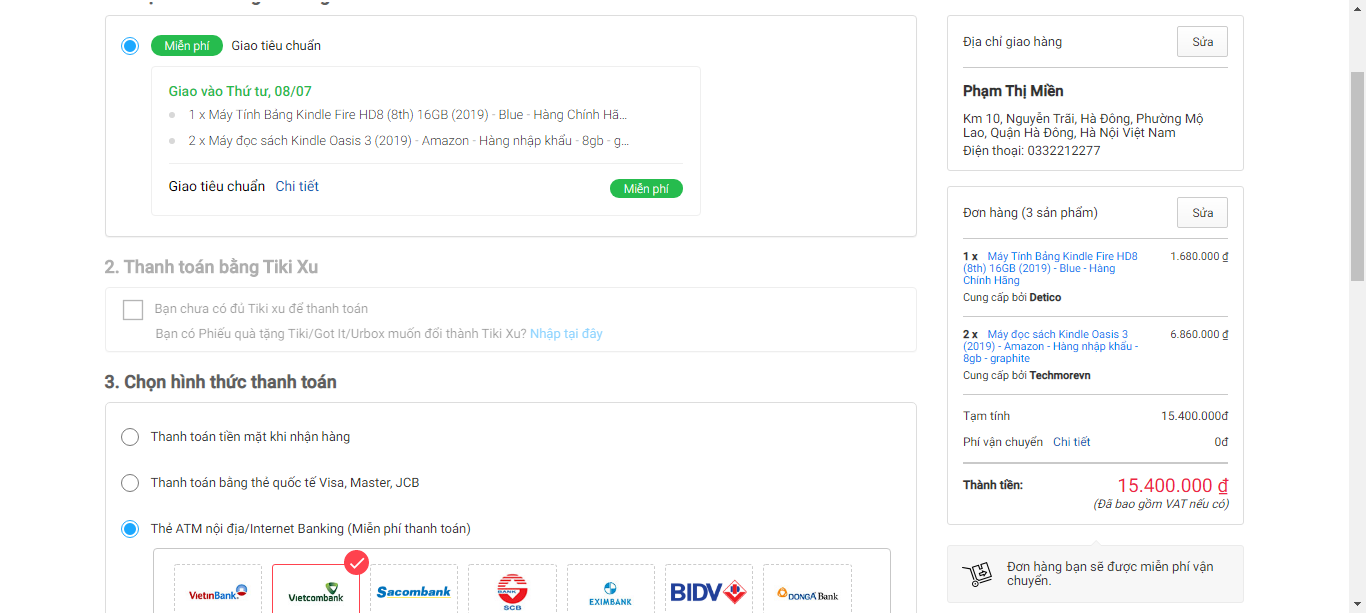 Miễn phí Giao tiêu chuẩn
Giao vào Thứ tư, 08/07
1 x Máy Tính Bảng Kindle Fire HD8 (8th) 16GB (2019) - Blue - Hàng Chính Hã...
2 x Máy đọc sách Kindle Oasis 3 (2019) - Amazon - Hàng nhập khẩu - 8gb - g...
Giao tiêu chuẩn Chi tiết Miễn phí
2. Thanh toán bằng Tiki Xu
Bạn chưa có đủ Tiki xu để thanh toán
Bạn có Phiếu quà tặng Tiki/Got It/Urbox muốn đổi thành Tiki Xu? Nhập tại đây
3. Chọn hình thức thanh toán
Thanh toán tiền mặt khi nhận hàng
Thanh toán bằng thẻ quốc tế Visa, Master, JCB
Thẻ ATM nội địa/Internet Banking (Miễn phí thanh toán)
VietinBank
Vietcombank
Sacombank
SCB
EXIMBANK
BIDV
DONGA Bank
Địa chỉ giao hàng Sửa
Phạm Thị Miền
Km 10, Nguyễn Trãi, Hà Đông, Phường Mộ
Lao, Quận Hà Đông, Hà Nội Việt Nam
Điện thoại: 0332212277
Đơn hàng (3 sản phẩm) Sửa
1 x Máy Tính Bảng Kindle Fire HD8 1.680.000 ₫
(8th) 16GB (2019) - Blue - Hàng
Chính Hãng
Cung cấp bởi Detico
2 x Máy đọc sách Kindle Oasis 3 6.860.000 ₫
(2019) - Amazon - Hàng nhập khẩu -
8gb - graphite
Cung cấp bởi Techmorevn
Tạm tính 15.400.000đ
Phí vận chuyển Chi tiết 0đ
Thành tiền: 15.400.000 ₫
(Đã bao gồm VAT nếu có)
Đơn hàng bạn sẽ được miễn phí vận
chuyển.